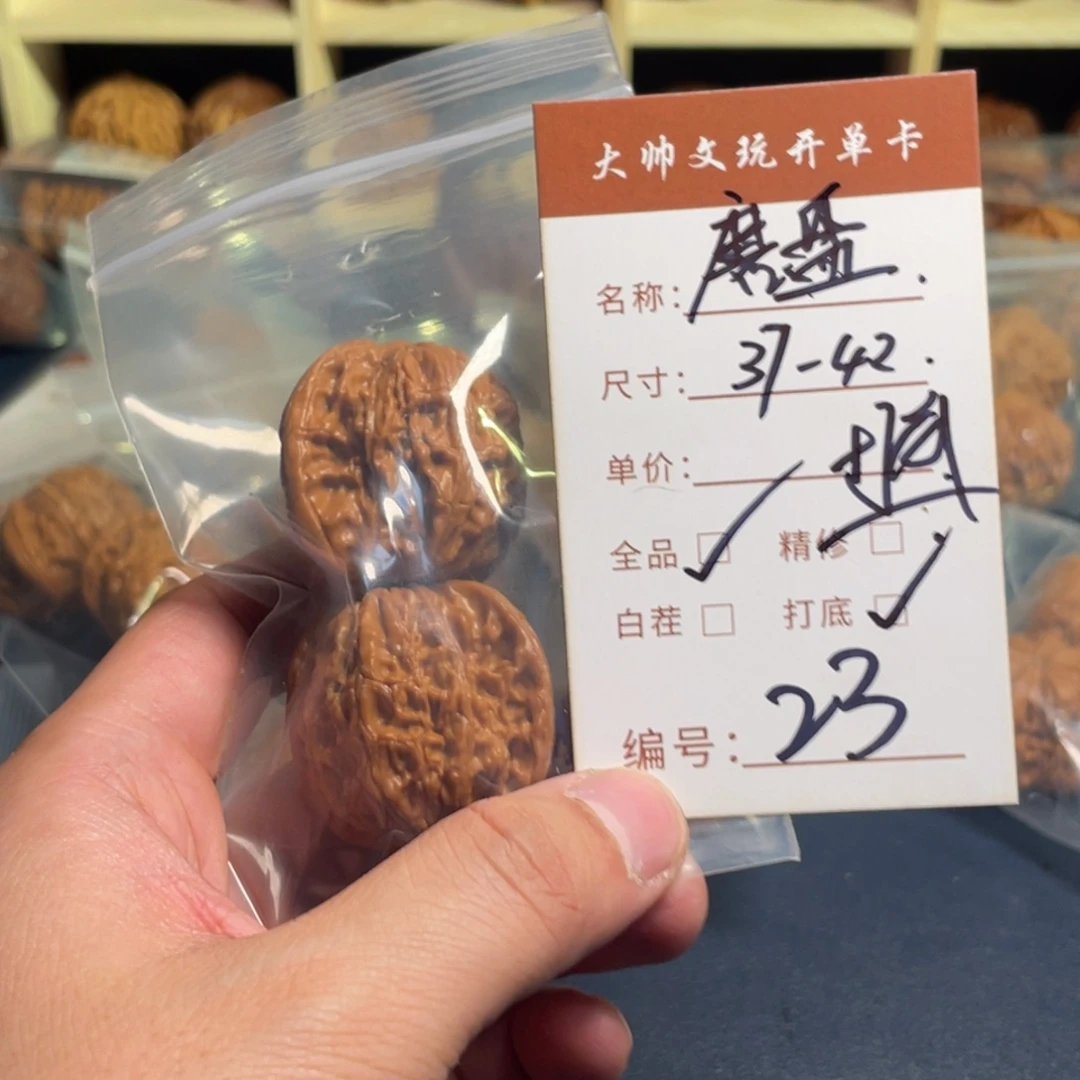 大帅文玩开单卡
名称：磨盘.
尺寸：37-42.
单价：
全品 ✓ 精修 □
白茬 □ 打底 ✓
编号：23